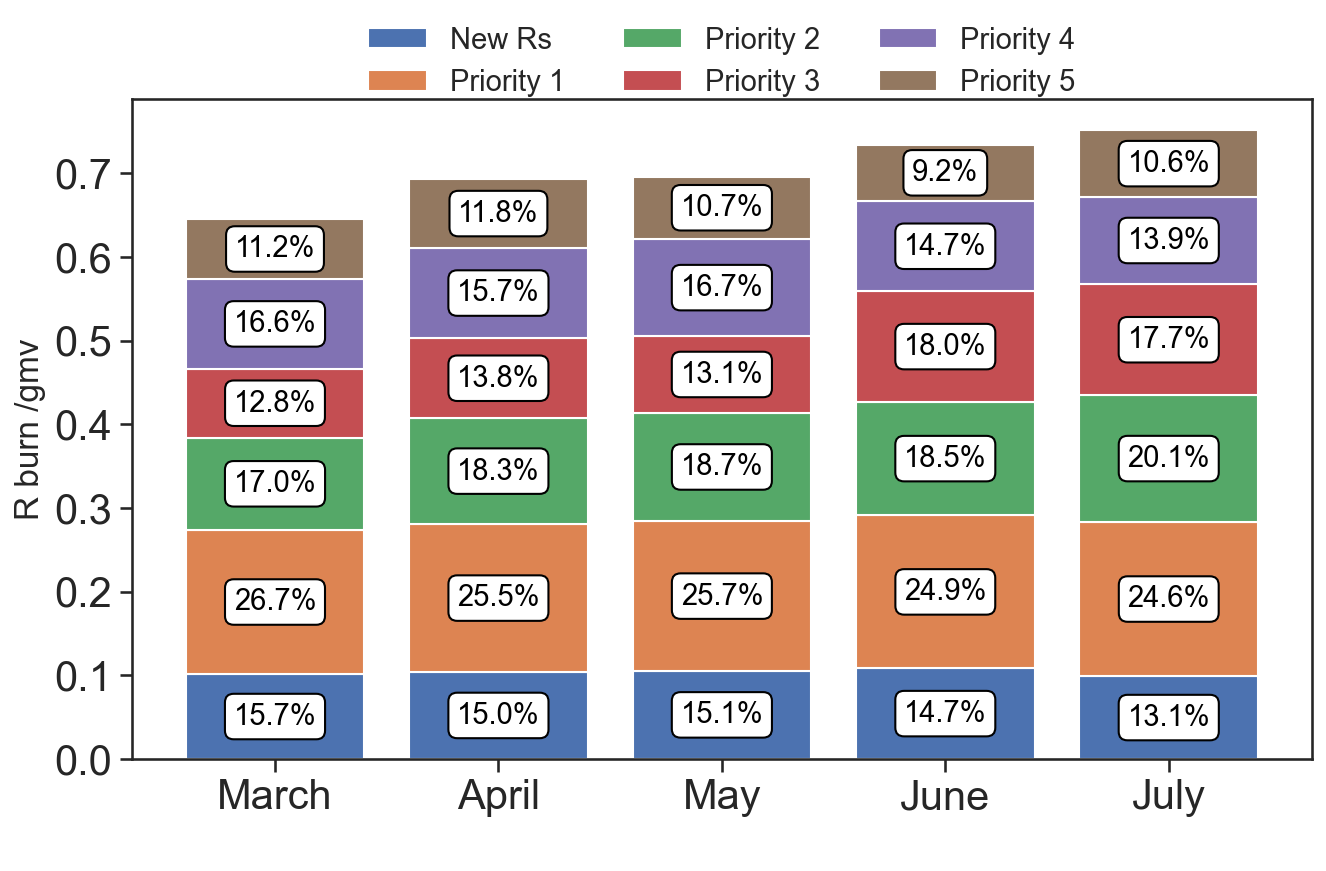 New Rs Priority 2 Priority 4
Priority 1 Priority 3 Priority 5
R burn /gmv
0.7
0.6
0.5
0.4
0.3
0.2
0.1
0.0
11.2% 11.8% 10.7% 9.2% 10.6%
16.6% 15.7% 16.7% 14.7% 13.9%
12.8% 13.8% 13.1% 18.0% 17.7%
17.0% 18.3% 18.7% 18.5% 20.1%
26.7% 25.5% 25.7% 24.9% 24.6%
15.7% 15.0% 15.1% 14.7% 13.1%
March April May June July